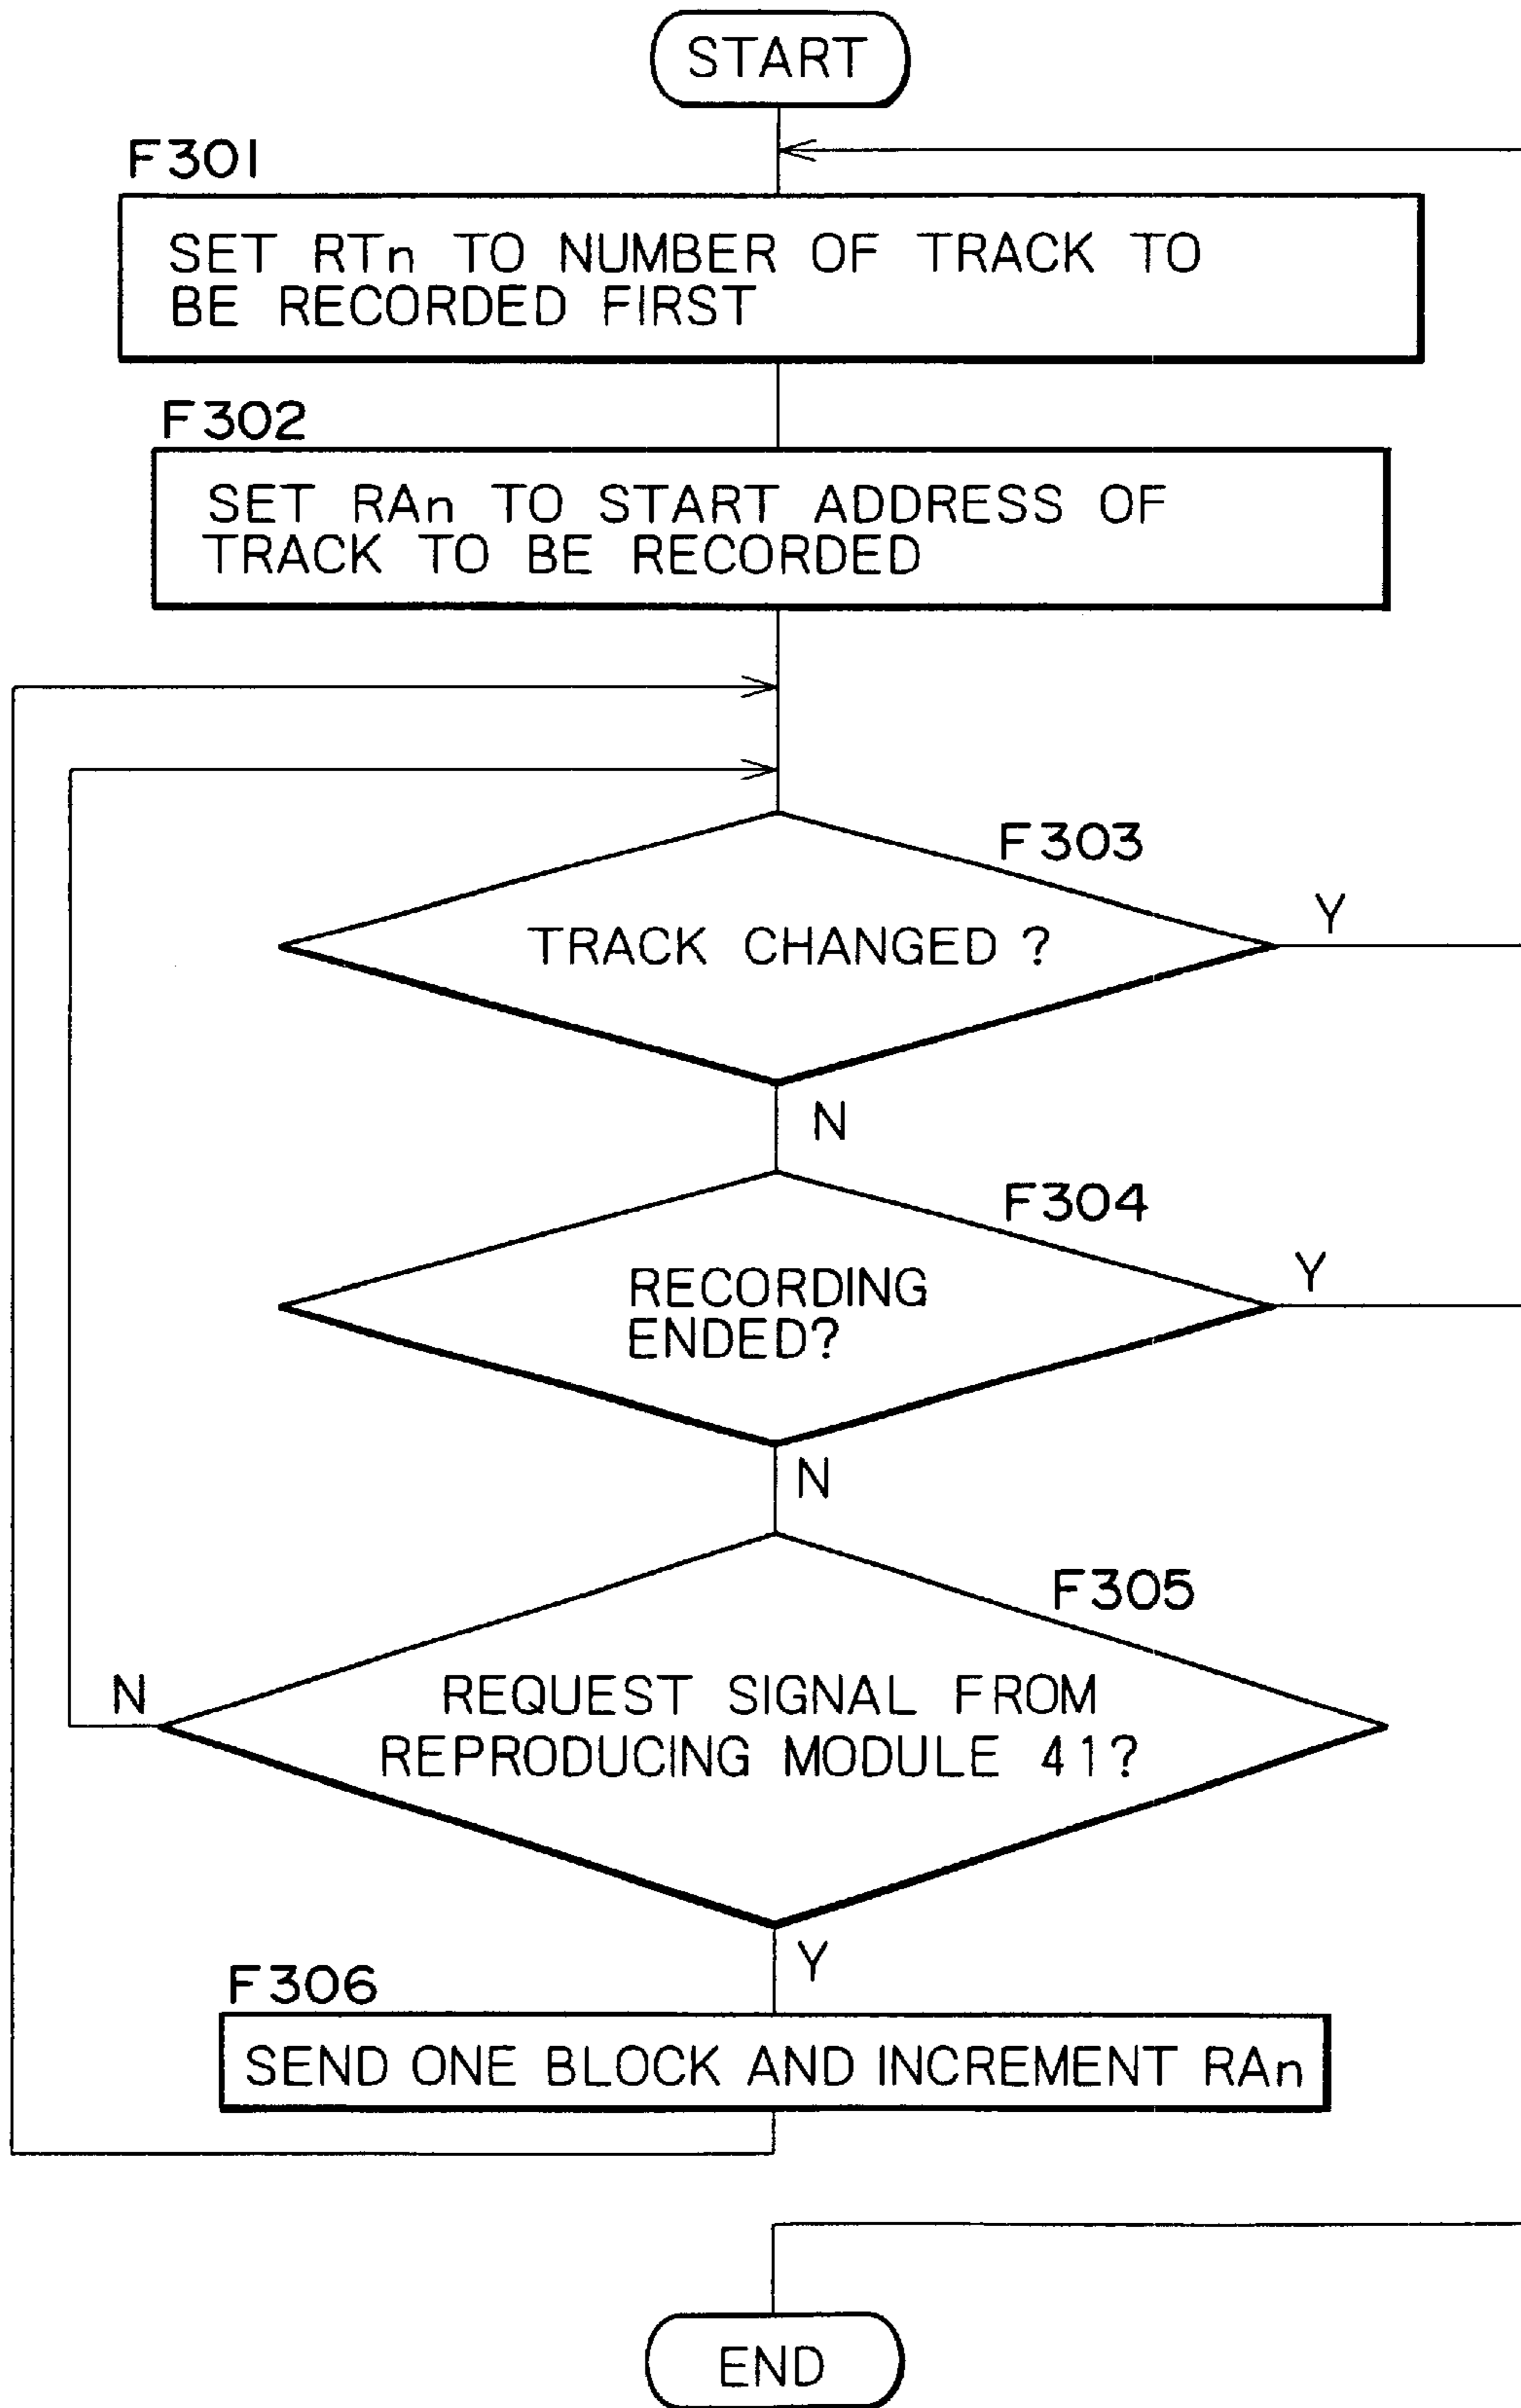 START
F301
SET RTn TO NUMBER OF TRACK TO
BE RECORDED FIRST
F302
SET RAn TO START ADDRESS OF
TRACK TO BE RECORDED
F303
TRACK CHANGED ?
Y
N
F304
RECORDING
ENDED?
Y
N
F305
REQUEST SIGNAL FROM
REPRODUCING MODULE 41?
N
Y
F306
SEND ONE BLOCK AND INCREMENT RAn
END